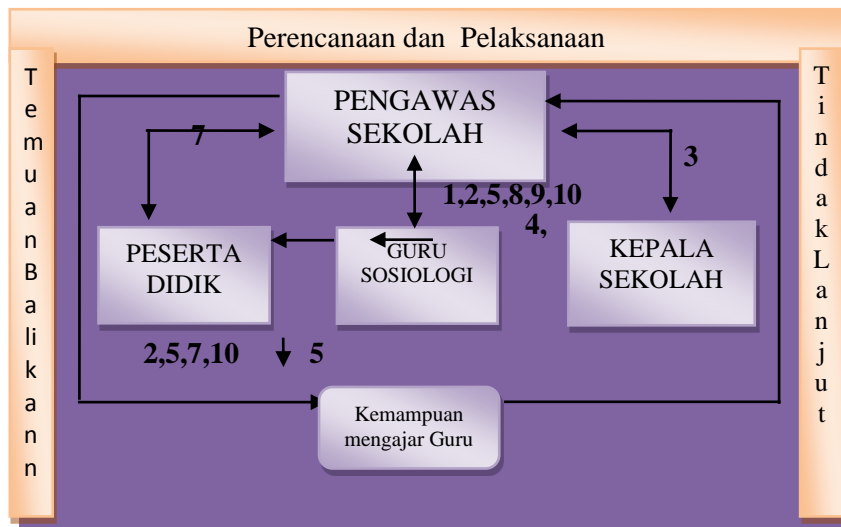 Perencanaan dan Pelaksanaan
T
e
m
u
a
n
B
a
li
k
a
n
n
PENGAWAS
SEKOLAH
7
3
1,2,5,8,9,10
4,
PESERTA
DIDIK
GURU
SOSIOLOGI
KEPALA
SEKOLAH
2,5,7,10
5
Kemampuan
mengajar Guru
T
i
n
d
a
k
L
a
n
j
u
t